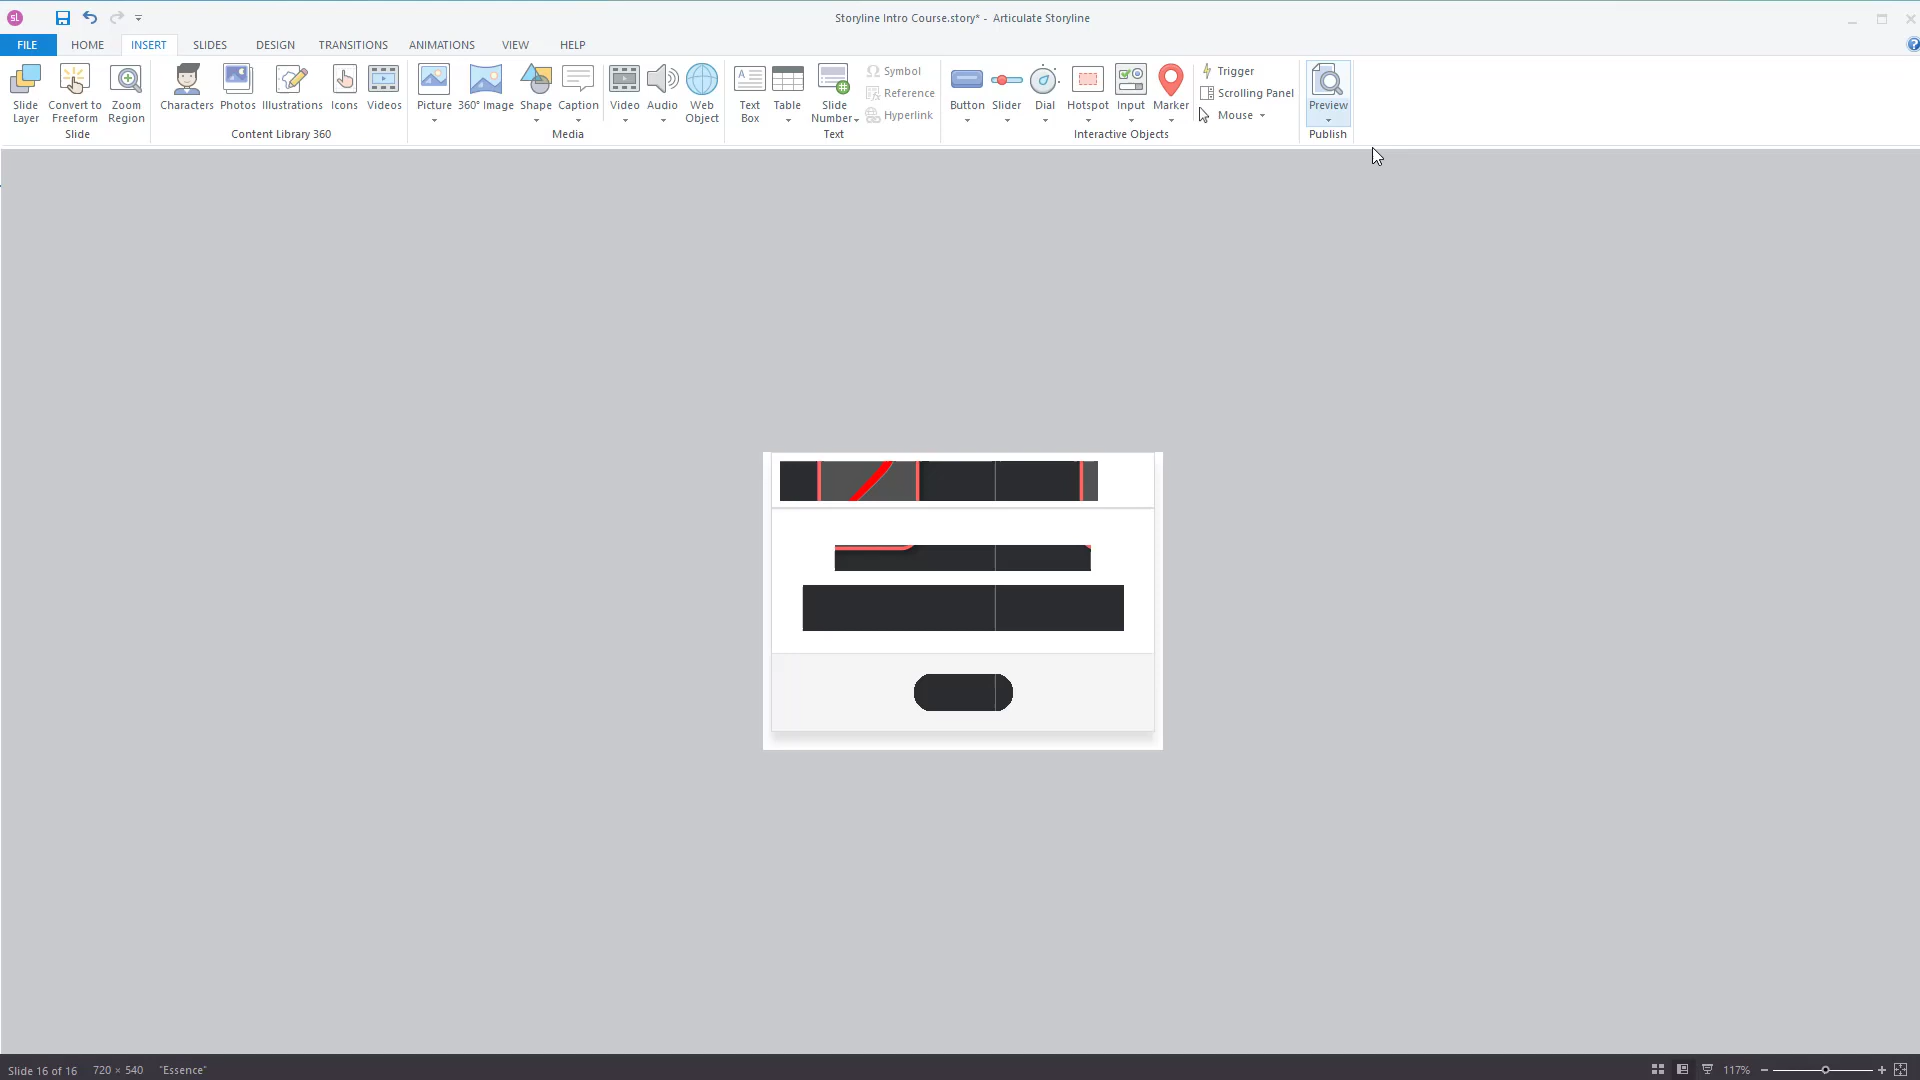 SL
Storyline Intro Course.story* - Articulate Storyline
FILE HOME INSERT SLIDES DESIGN TRANSITIONS ANIMATIONS VIEW HELP
Slide Layer
Convert to Freeform
Zoom Region
Slide
Characters
Photos
Illustrations
Icons
Videos
Content Library 360
Picture
360° Image
Shape
Caption
Video
Audio
Web Object
Media
Text Box
Table
Slide Number
Symbol
Reference
Hyperlink
Text
Button
Slider
Dial
Hotspot
Input
Marker
Trigger
Scrolling Panel
Mouse
Interactive Objects
Preview
Publish
Slide 16 of 16 720 × 540 "Essence" 117%